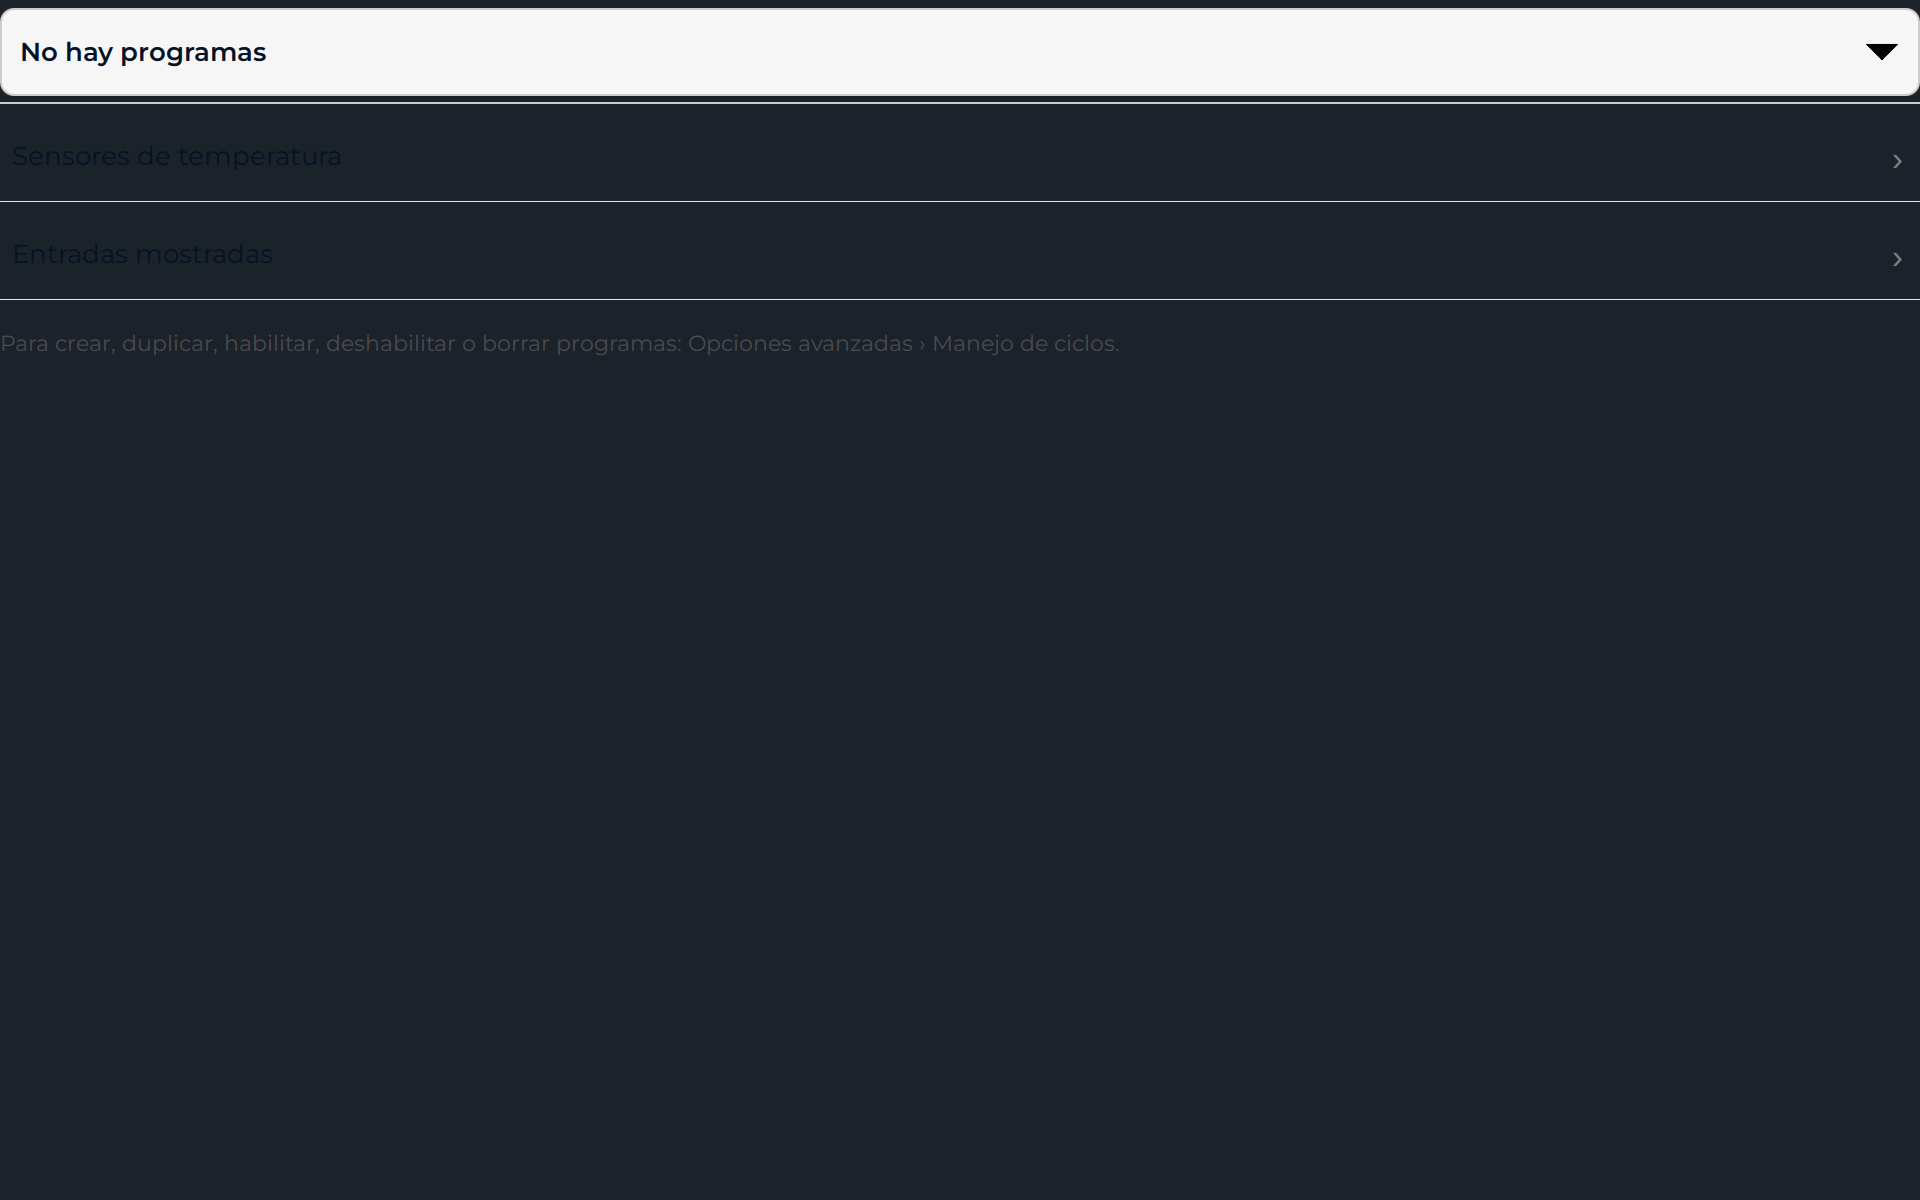 No hay programas
Sensores de temperatura
›
Entradas mostradas
›
Para crear, duplicar, habilitar, deshabilitar o borrar programas: Opciones avanzadas › Manejo de ciclos.